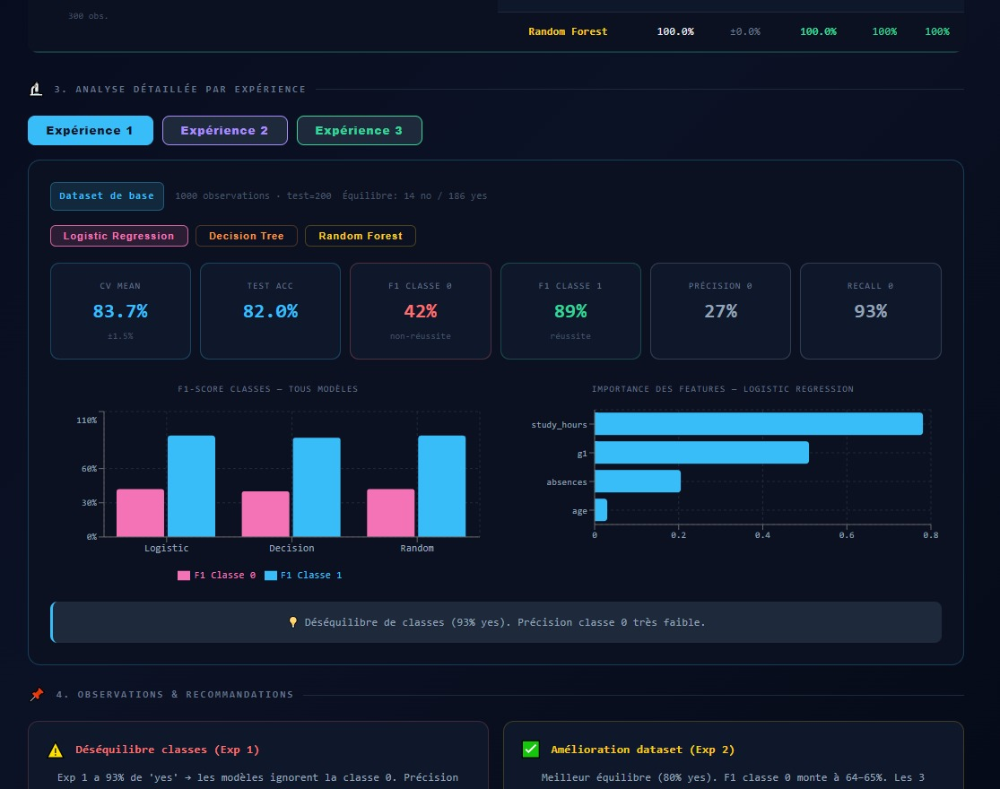 300 obs.
Random Forest 100.0% ±0.0% 100.0% 100% 100%
3. ANALYSE DÉTAILLÉE PAR EXPÉRIENCE
Expérience 1 Expérience 2 Expérience 3
Dataset de base 1000 observations · test=200 Équilibre: 14 no / 186 yes
Logistic Regression Decision Tree Random Forest
CV MEAN TEST ACC F1 CLASSE 0 F1 CLASSE 1 PRÉCISION 0 RECALL 0
83.7% 82.0% 42% 89% 27% 93%
±1.5% non-réussite réussite
F1-SCORE CLASSES — TOUS MODÈLES
110%
60%
30%
0%
Logistic Decision Random
F1 Classe 0 F1 Classe 1
IMPORTANCE DES FEATURES — LOGISTIC REGRESSION
study_hours
g1
absences
age
0 0.2 0.4 0.6 0.8
Déséquilibre de classes (93% yes). Précision classe 0 très faible.
4. OBSERVATIONS & RECOMMANDATIONS
Déséquilibre classes (Exp 1)
Exp 1 a 93% de 'yes' → les modèles ignorent la classe 0. Précision
Amélioration dataset (Exp 2)
Meilleur équilibre (80% yes). F1 classe 0 monte à 64–65%. Les 3